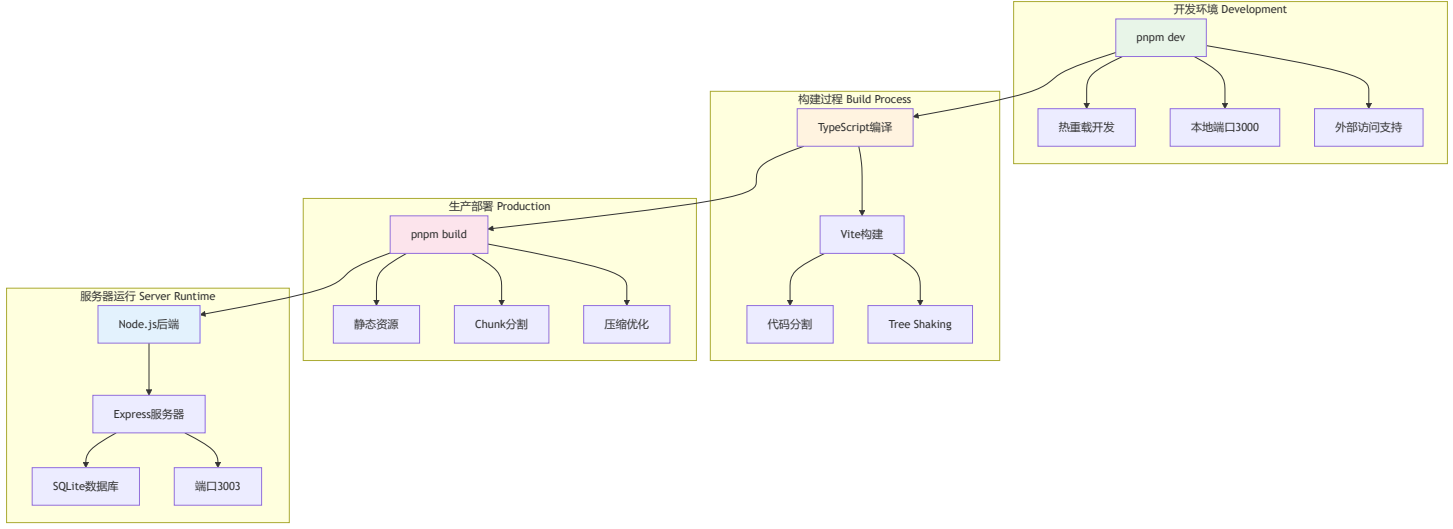 开发环境 Development
pnpm dev
热重载开发
本地端口3000
外部访问支持
构建过程 Build Process
TypeScript编译
Vite构建
代码分割
Tree Shaking
生产部署 Production
pnpm build
静态资源
Chunk分割
压缩优化
服务器运行 Server Runtime
Node.js后端
Express服务器
SQLite数据库
端口3003